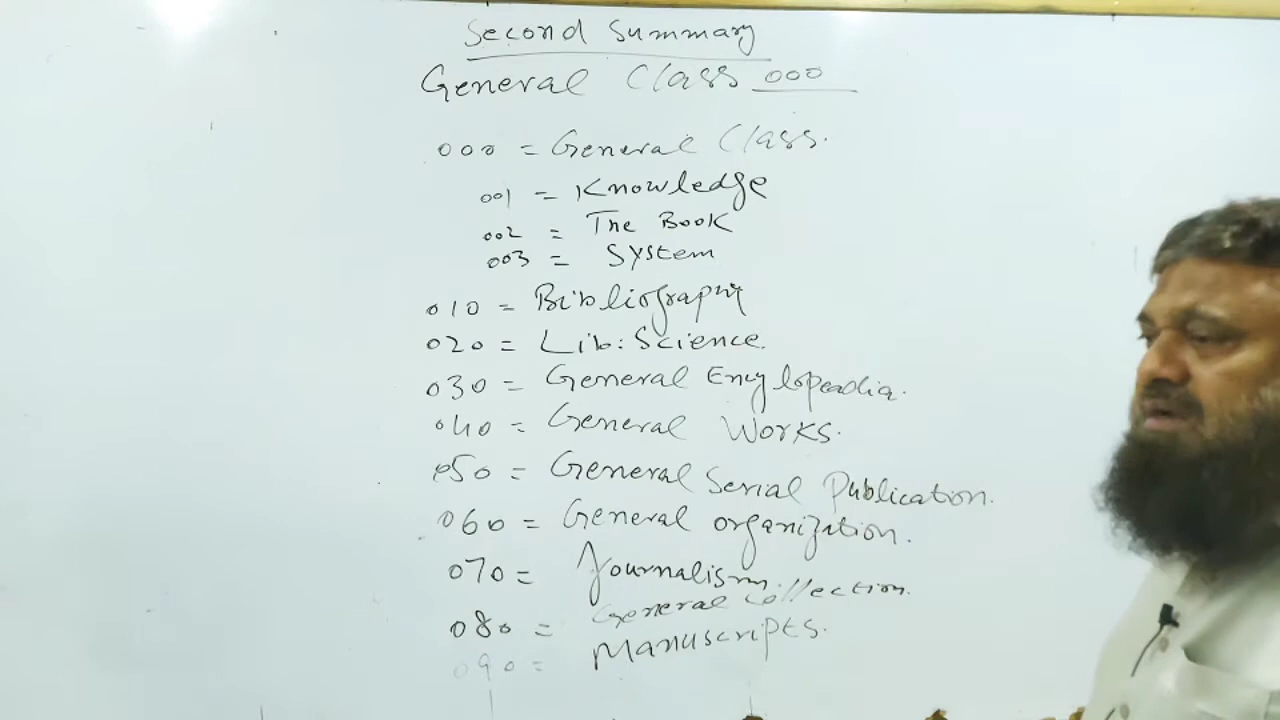 Second Summary
General Class 000
000 = General Class.
001 = Knowledge
002 = The Book
003 = System
010 = Bibliography
020 = Lib: Science.
030 = General Encylopeadia.
040 = General Works.
050 = General Serial Publication.
060 = General organization.
070 = Journalism.
080 = General Collection.
090 = Manuscripts.